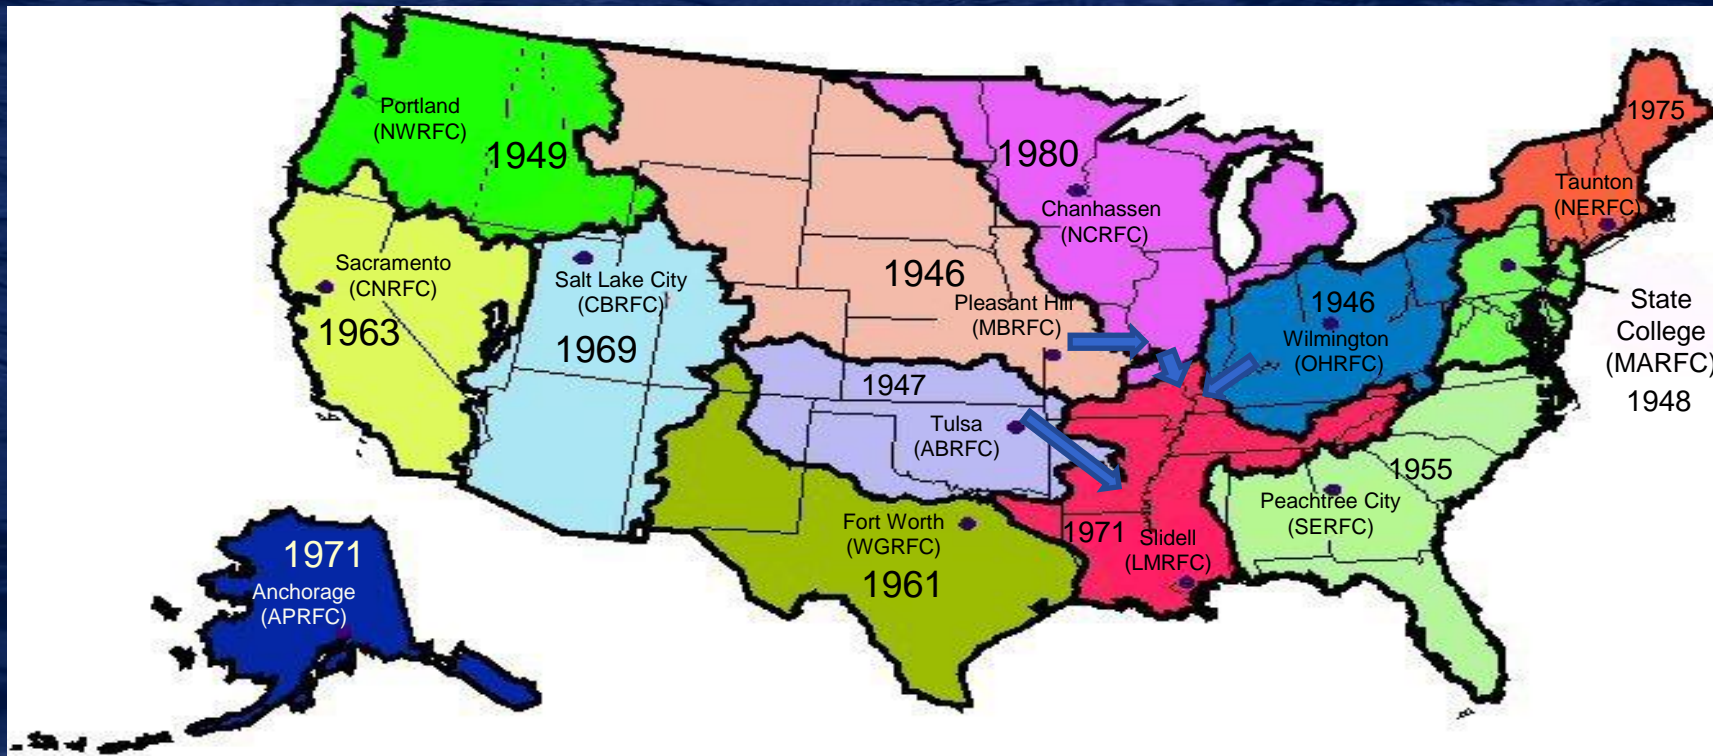 Portland
(NWRFC)
1949
1980
1975
Taunton
(NERFC)
Chanhassen
(NCRFC)
Sacramento
(CNRFC)
1963
Salt Lake City
(CBRFC)
1969
1946
Pleasant Hill
(MBRFC)
1946
Wilmington
(OHRFC)
State
College
(MARFC)
1948
1947
Tulsa
(ABRFC)
1955
Peachtree City
(SERFC)
Fort Worth
(WGRFC)
1961
1971
Slidell
(LMRFC)
1971
Anchorage
(APRFC)